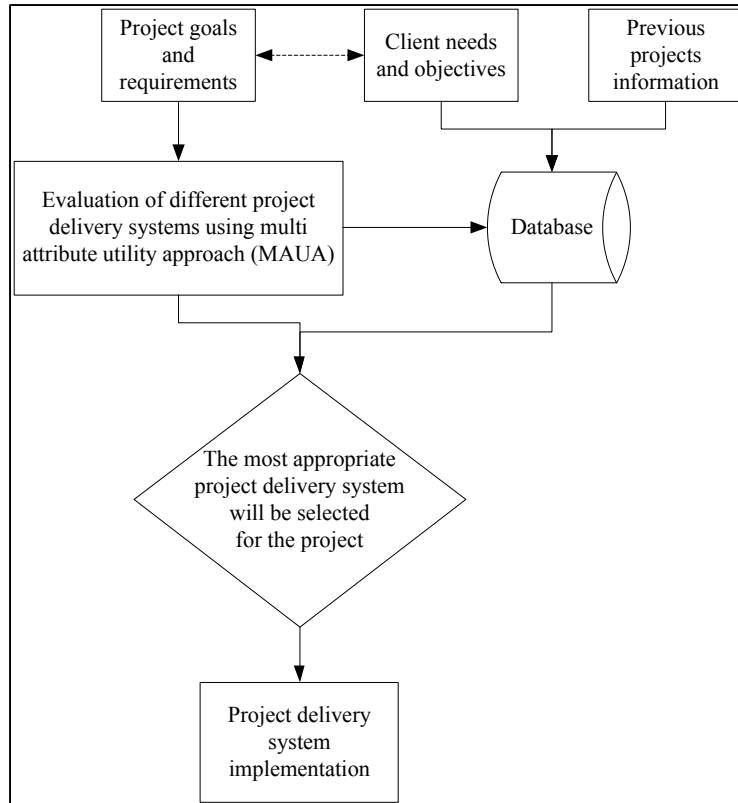 Project goals
and
requirements
Client needs
and objectives
Previous
projects
information
Evaluation of different project
delivery systems using multi
attribute utility approach (MAUA)
Database
The most appropriate
project delivery system
will be selected
for the project
Project delivery
system
implementation